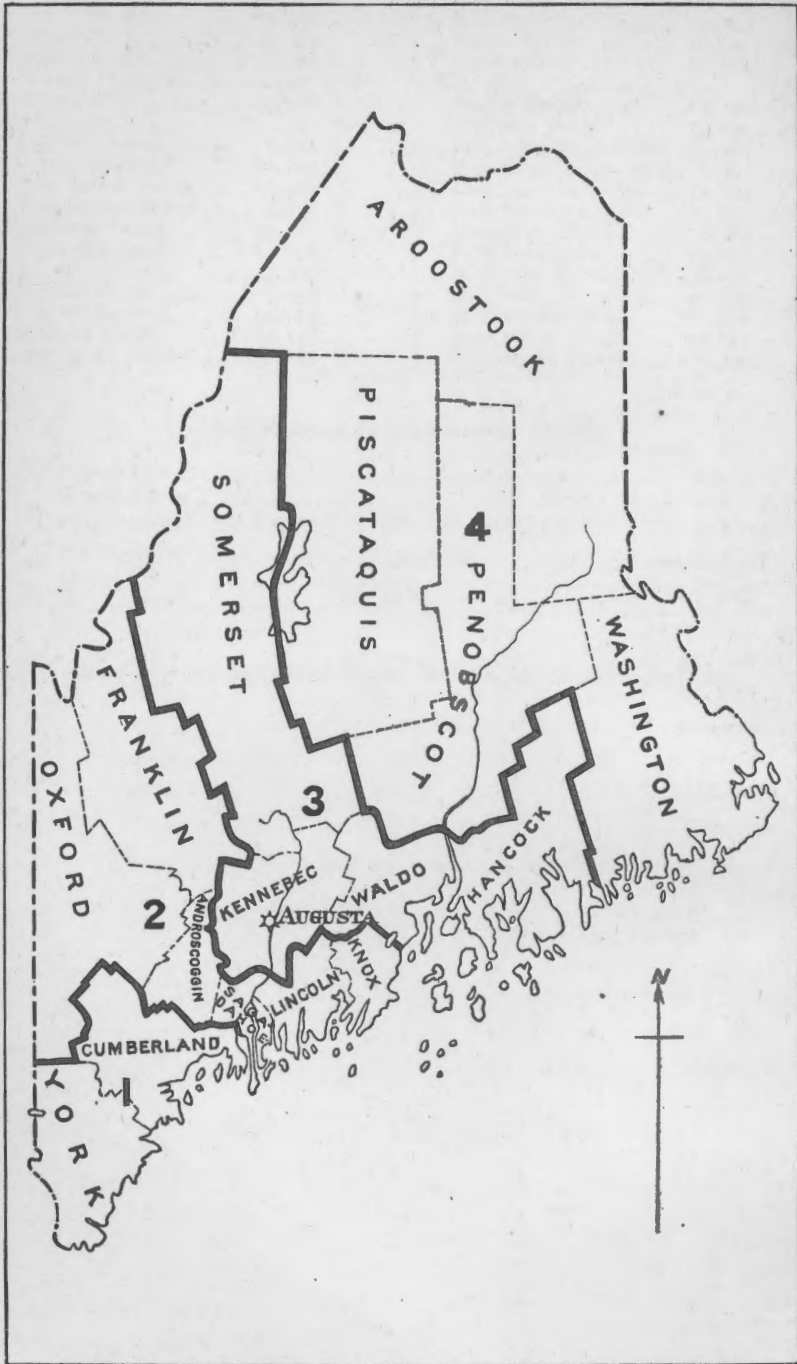 AROOSTOOK
PISCATAQUIS
SOMERSET
4
PENOBSCOT
WASHINGTON
FRANKLIN
OXFORD
3
HANCOCK
WALDO
KENNEBEC
2
ANDROSCOGGIN
AUGUSTA
KNOX
LINCOLN
SAGADA
N
CUMBERLAND
1
YORK